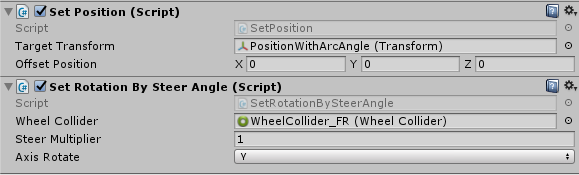 Set Position (Script)
Script SetPosition
Target Transform PositionWithArcAngle (Transform)
Offset Position X 0 Y 0 Z 0
Set Rotation By Steer Angle (Script)
Script SetRotationBySteerAngle
Wheel Collider WheelCollider_FR (Wheel Collider)
Steer Multiplier 1
Axis Rotate Y